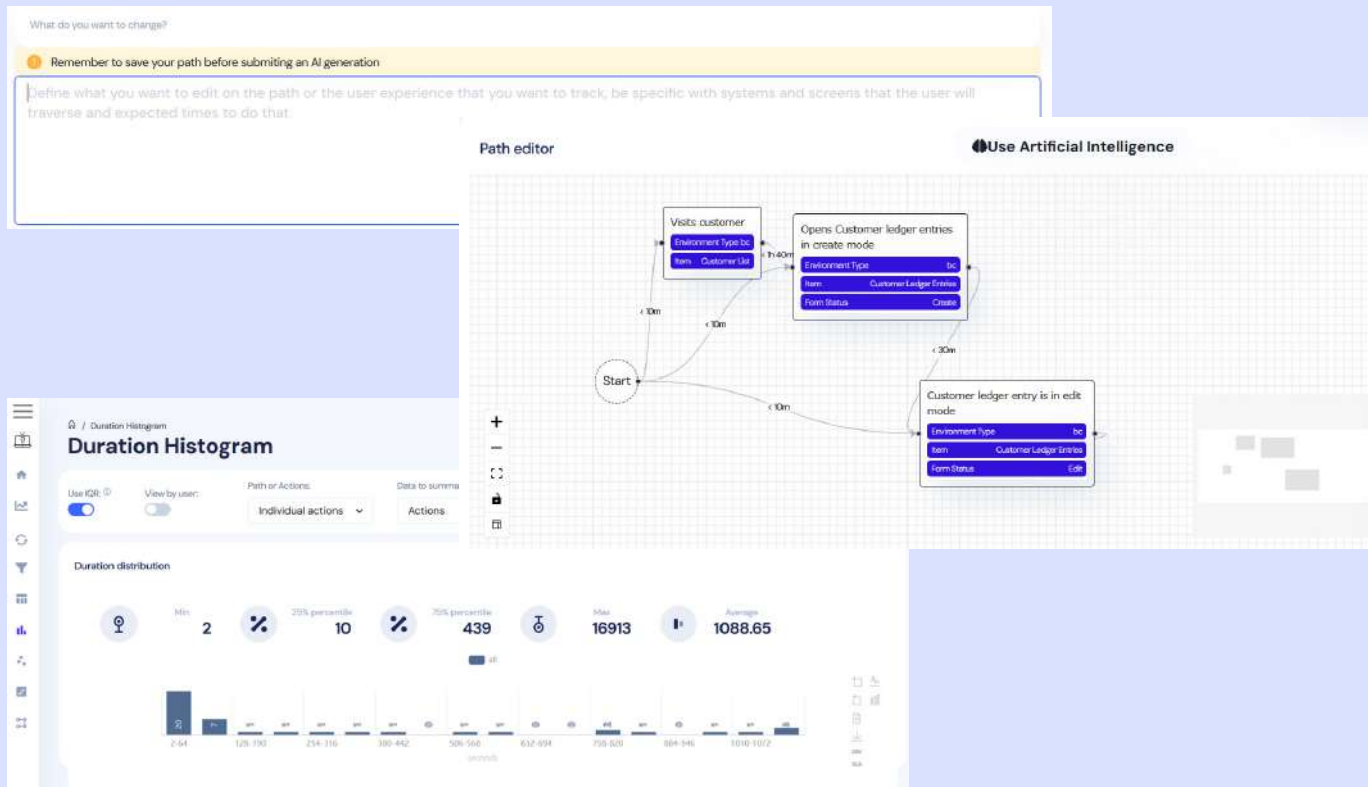 What do you want to change?
Remember to save your path before submiting an AI generation
Define what you want to edit on the path or the user experience that you want to track, be specific with systems and screens that the user will
traverse and expected times to do that
Path editor
Use Artificial Intelligence
Visits customer
Environment Type bc
Item Customer List
< 1h 40m
Opens Customer ledger entries
in create mode
Environment Type bc
Item Customer Ledger Entries
Form Status Create
< 10m
< 10m
< 30m
Start
< 10m
Customer ledger entry is in edit
mode
Environment Type bc
Item Customer Ledger Entries
Form Status Edit
/ Duration Histogram
Duration Histogram
Use IQR:
View by user:
Path or Actions:
Data to summa
Individual actions
Actions
Duration distribution
Min
2
25% percentile
10
75% percentile
439
Max
16913
Average
1088.65
all
20
7
2-64 128-190 254-316 380-442 506-568 632-694 758-820 884-946 1010-1072
seconds